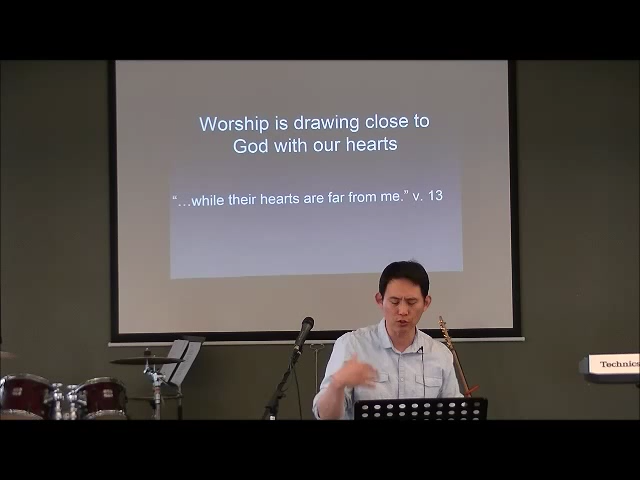 Worship is drawing close to
God with our hearts
“…while their hearts are far from me.” v. 13
Technics